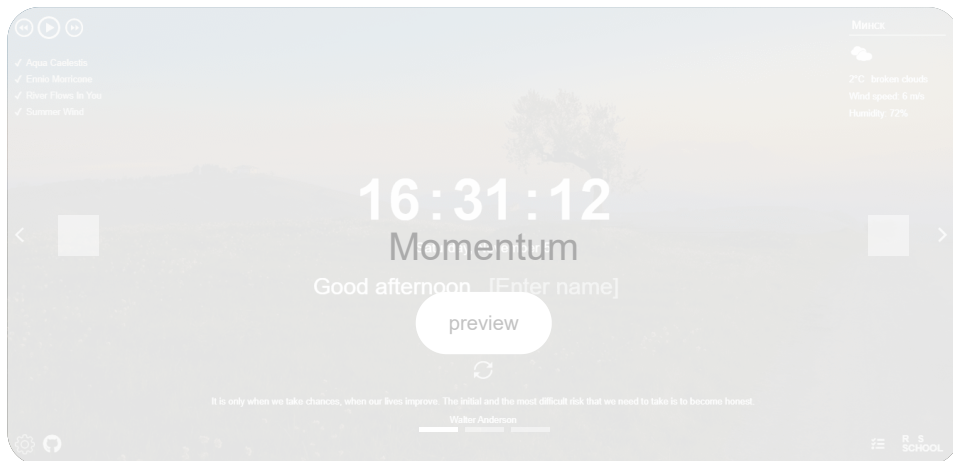 Минск
✓ Aqua Caelestis
✓ Ennio Morricone
✓ River Flows In You
✓ Summer Wind
2°C broken clouds
Wind speed: 6 m/s
Humidity: 72%
16:31:12
Momentum
Good afternoon, [Enter name]
preview
It is only when we take chances, when our lives improve. The initial and the most difficult risk that we need to take is to become honest.
Walter Anderson
R S
SCHOOL